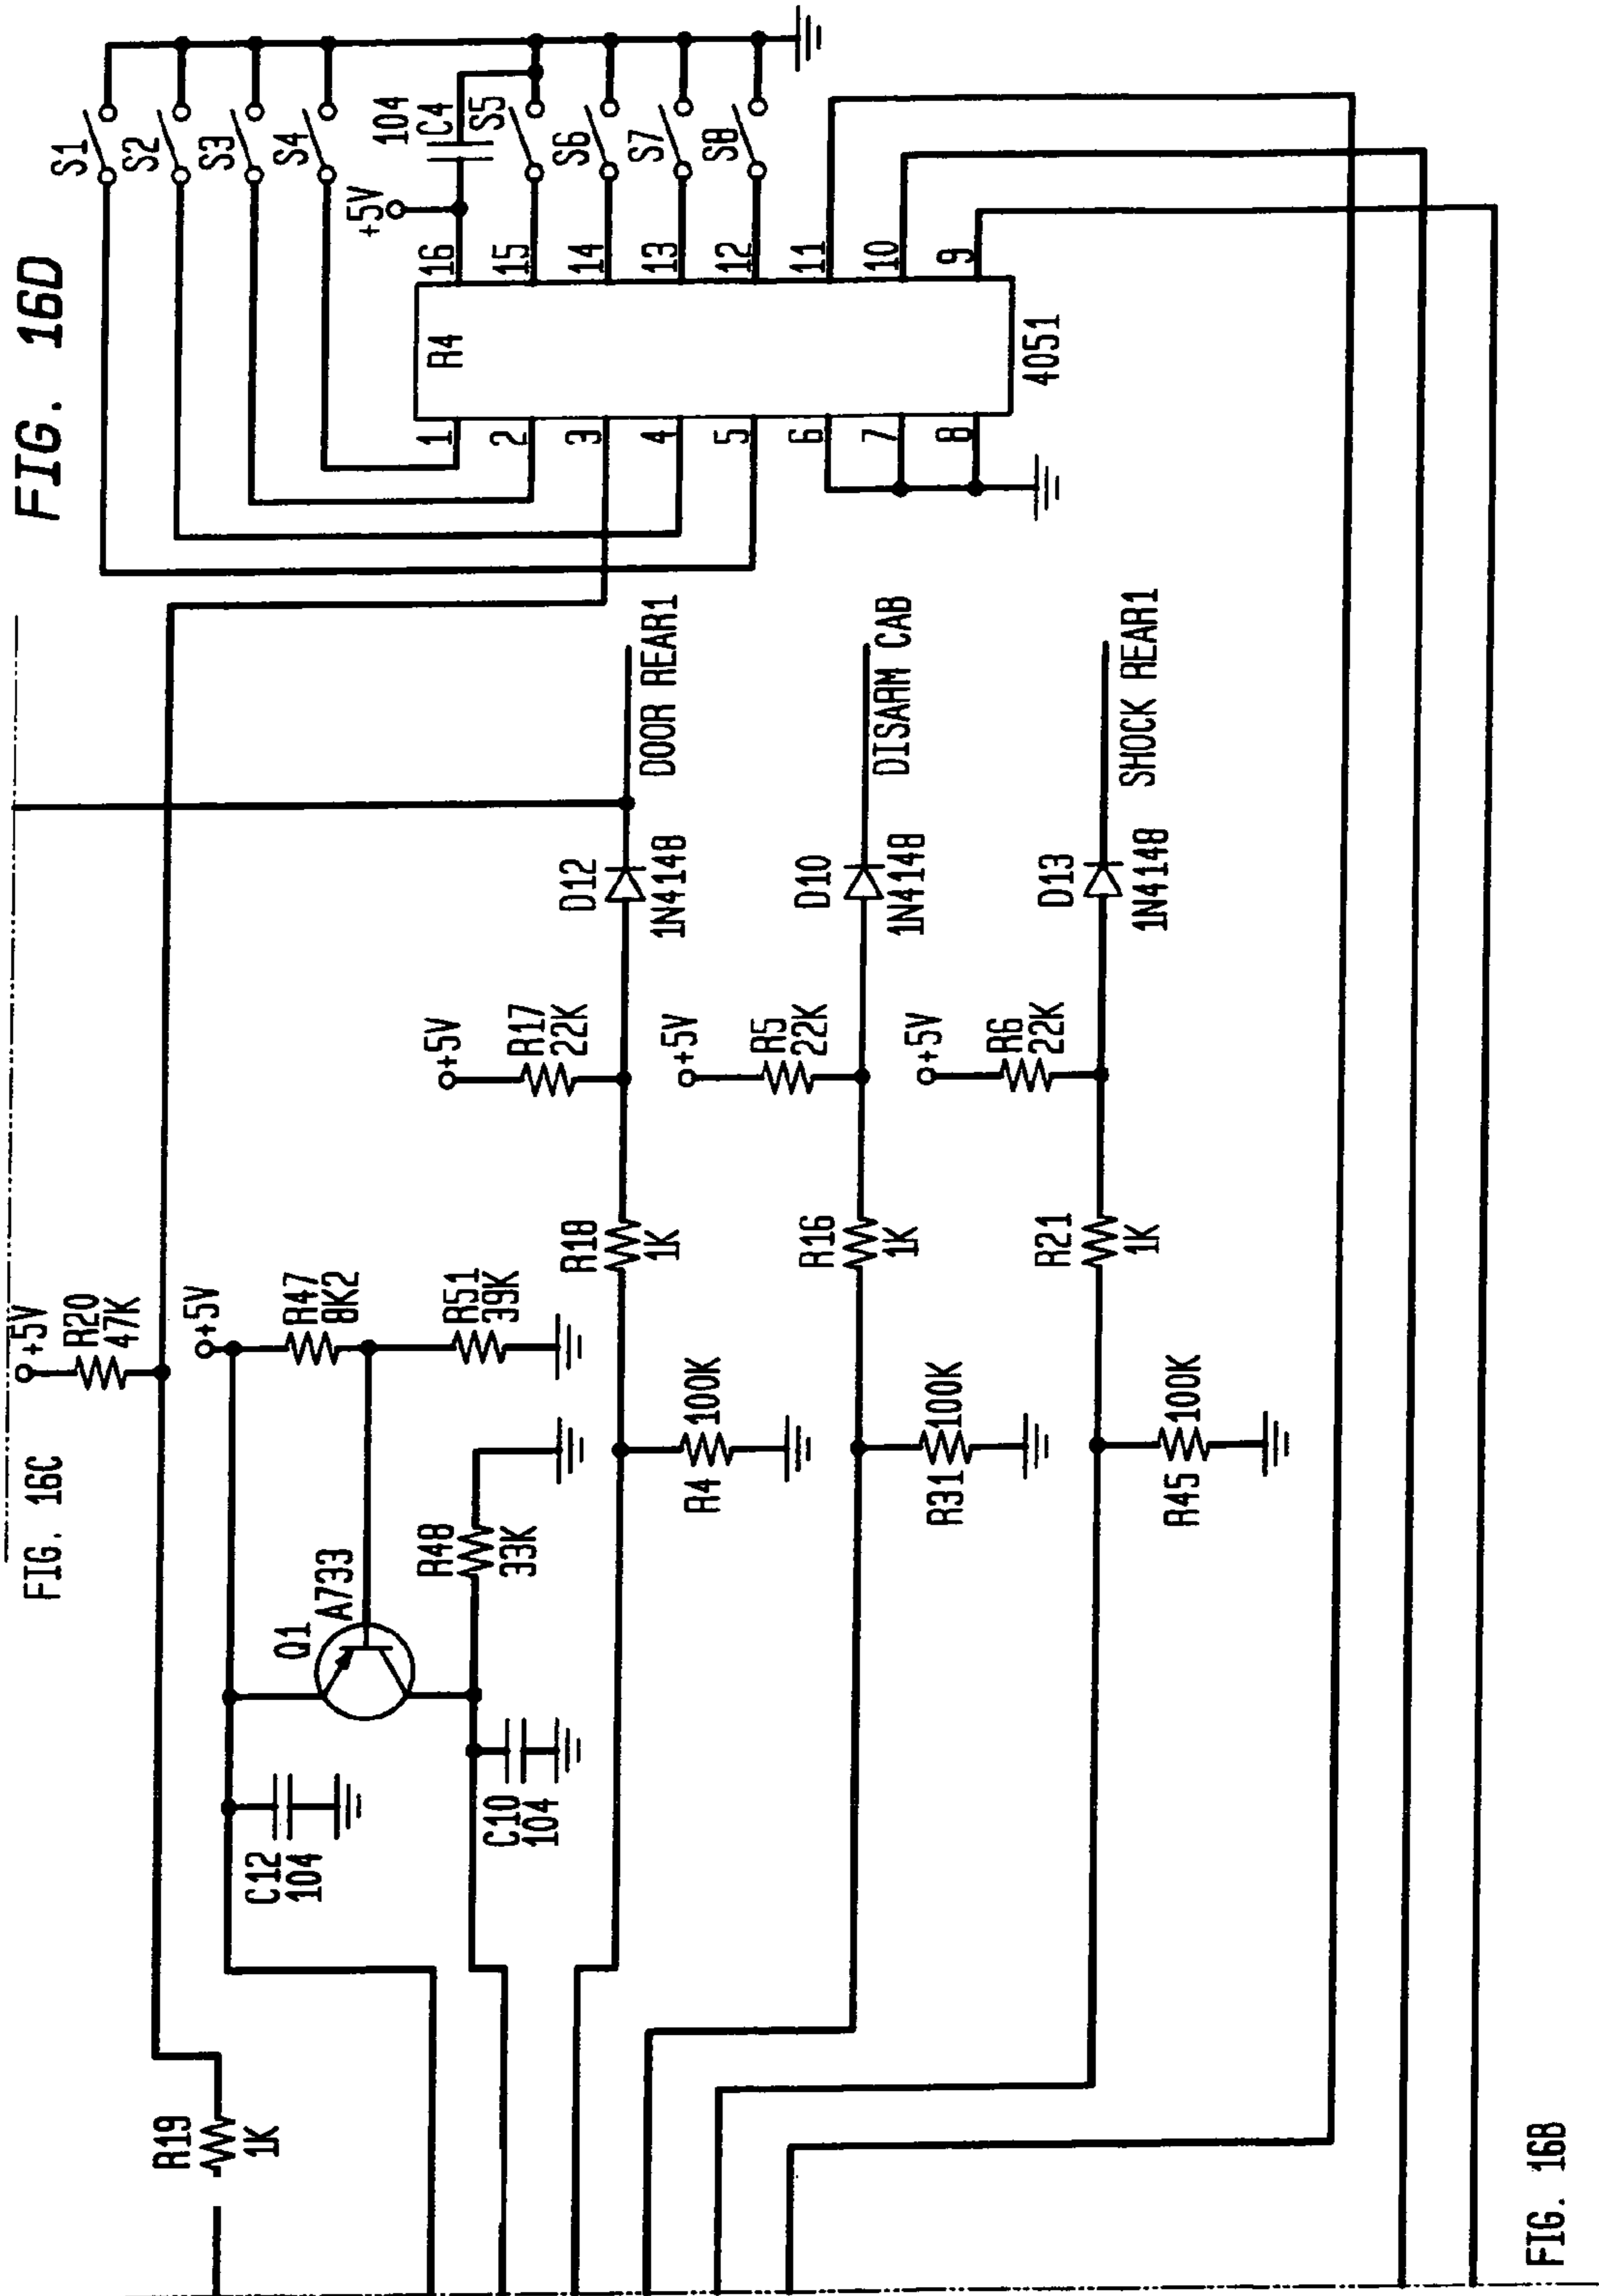 FIG. 16D
FIG. 16C
+5V
R20
47K
S1
S2
S3
S4
+5V
104
C4
S5
S6
S7
S8
R4
4051
1
2
3
4
5
6
7
8
16
15
14
13
12
11
10
9
R19
1K
C12
104
Q1
A733
+5V
R47
8K2
R51
39K
R48
33K
C10
104
R18
1K
R4
100K
+5V
R17
22K
D12
1N4148
DOOR REAR1
R16
1K
R31
100K
+5V
R5
22K
D10
1N4148
DISARM CAB
R21
1K
R45
100K
+5V
R6
22K
D13
1N4148
SHOCK REAR1
FIG. 16B